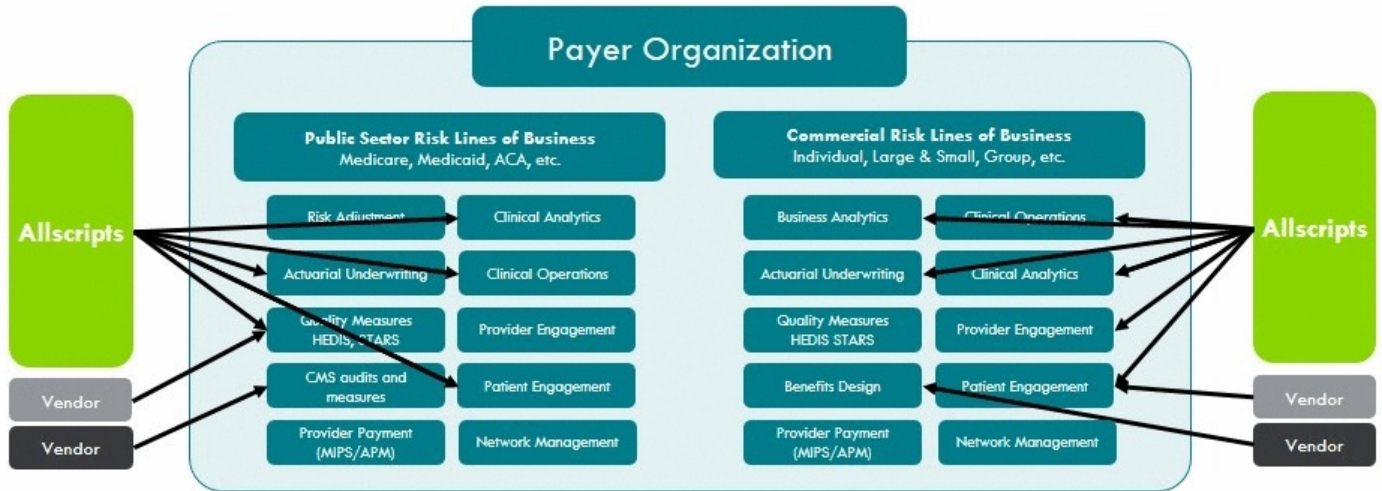 Payer Organization
Allscripts
Public Sector Risk Lines of Business
Medicare, Medicaid, ACA, etc.
Risk Adjustment
Clinical Analytics
Actuarial Underwriting
Clinical Operations
Quality Measures
HEDIS, STARS
Provider Engagement
CMS audits and
measures
Patient Engagement
Provider Payment
(MIPS/APM)
Network Management
Vendor
Vendor
Commercial Risk Lines of Business
Individual, Large & Small, Group, etc.
Business Analytics
Clinical Operations
Actuarial Underwriting
Clinical Analytics
Quality Measures
HEDIS STARS
Provider Engagement
Benefits Design
Patient Engagement
Provider Payment
(MIPS/APM)
Network Management
Allscripts
Vendor
Vendor